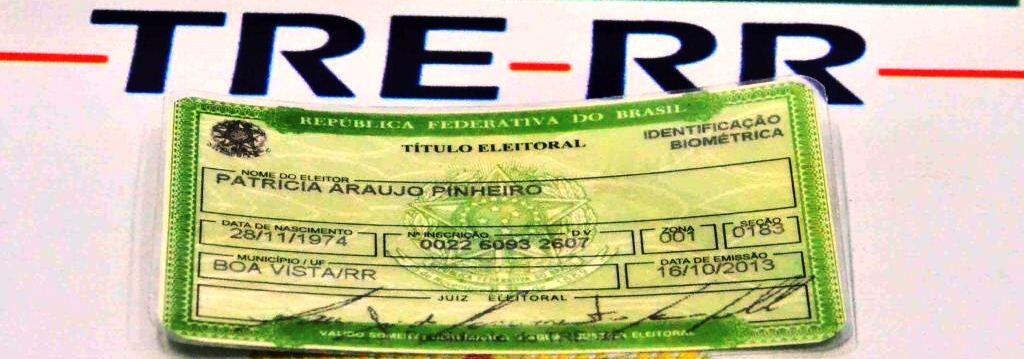 TRE-RR
REPÚBLICA FEDERATIVA DO BRASIL
TÍTULO ELEITORAL
IDENTIFICAÇÃO
BIOMÉTRICA
NOME DO ELEITOR
PATRICIA ARAUJO PINHEIRO
DATA DE NASCIMENTO Nº INSCRIÇÃO D.V. ZONA SEÇÃO
28/11/1974 0022 6093 2607 001 0183
MUNICÍPIO / UF DATA DE EMISSÃO
BOA VISTA/RR 16/10/2013
JUIZ ELEITORAL
ELEITORAL